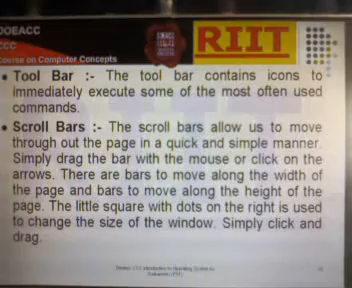 DOEACC
CCC
Course on Computer Concepts
RIIT
• Tool Bar :- The tool bar contains icons to
immediately execute some of the most often used
commands.
• Scroll Bars :- The scroll bars allow us to move
through out the page in a quick and simple manner.
Simply drag the bar with the mouse or click on the
arrows. There are bars to move along the width of
the page and bars to move along the height of the
page. The little square with dots on the right is used
to change the size of the window. Simply click and
drag.